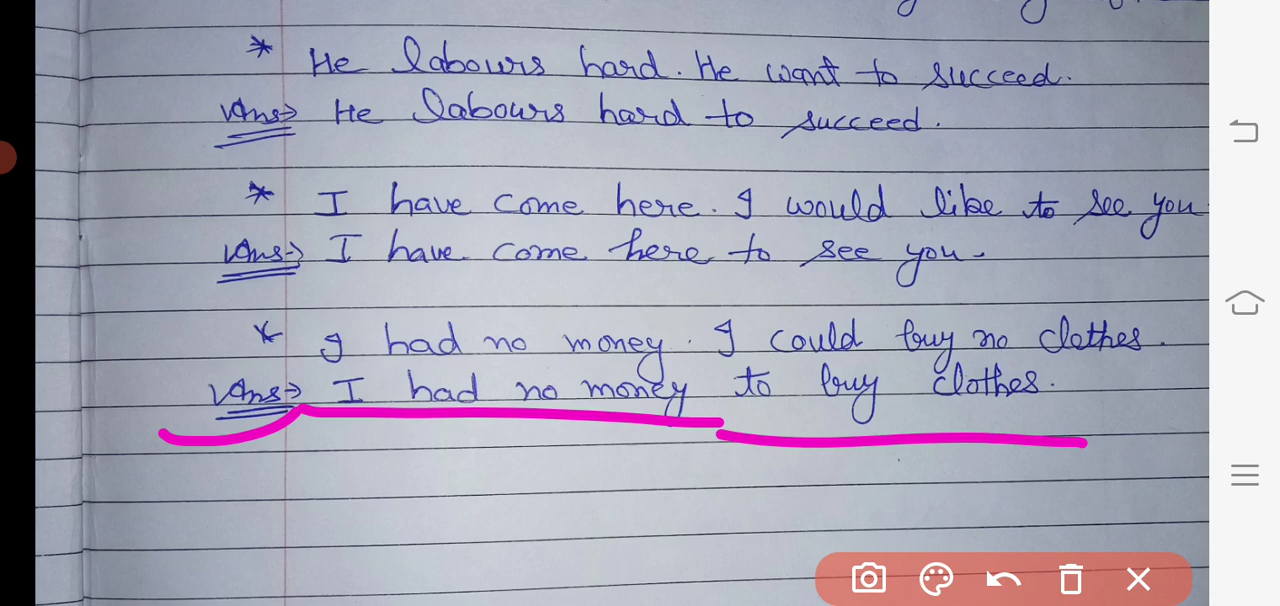 * He labours hard. He want to succeed.
Ans→ He labours hard to succeed.
* I have come here. I would like to see you
Ans→ I have come here to see you.
* I had no money. I could buy no clothes.
Ans→ I had no money to buy clothes.